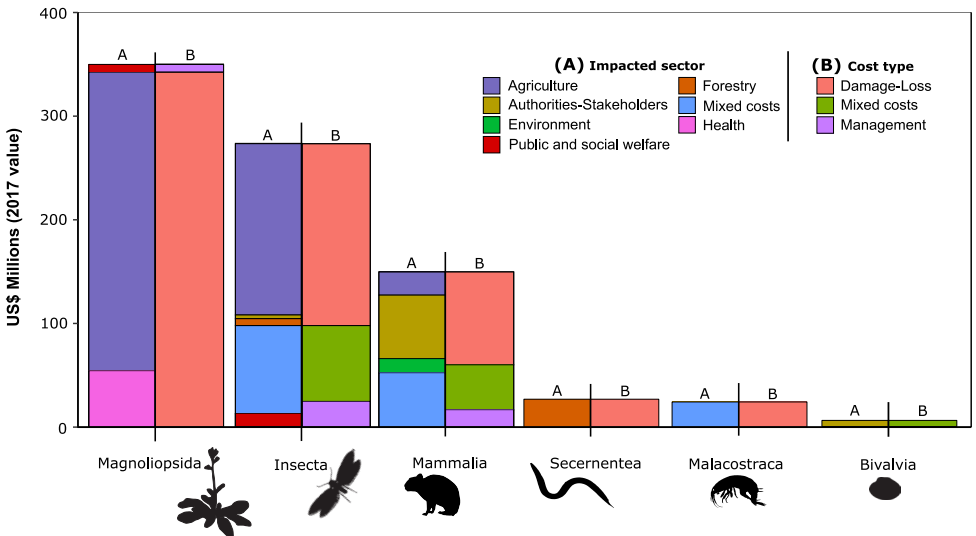 400
300
200
100
0
US$ Millions (2017 value)
(A) Impacted sector
Agriculture
Authorities-Stakeholders
Environment
Public and social welfare
Forestry
Mixed costs
Health
(B) Cost type
Damage-Loss
Mixed costs
Management
A B
A B
A B
A B
A B
A B
Magnoliopsida
Insecta
Mammalia
Secernentea
Malacostraca
Bivalvia